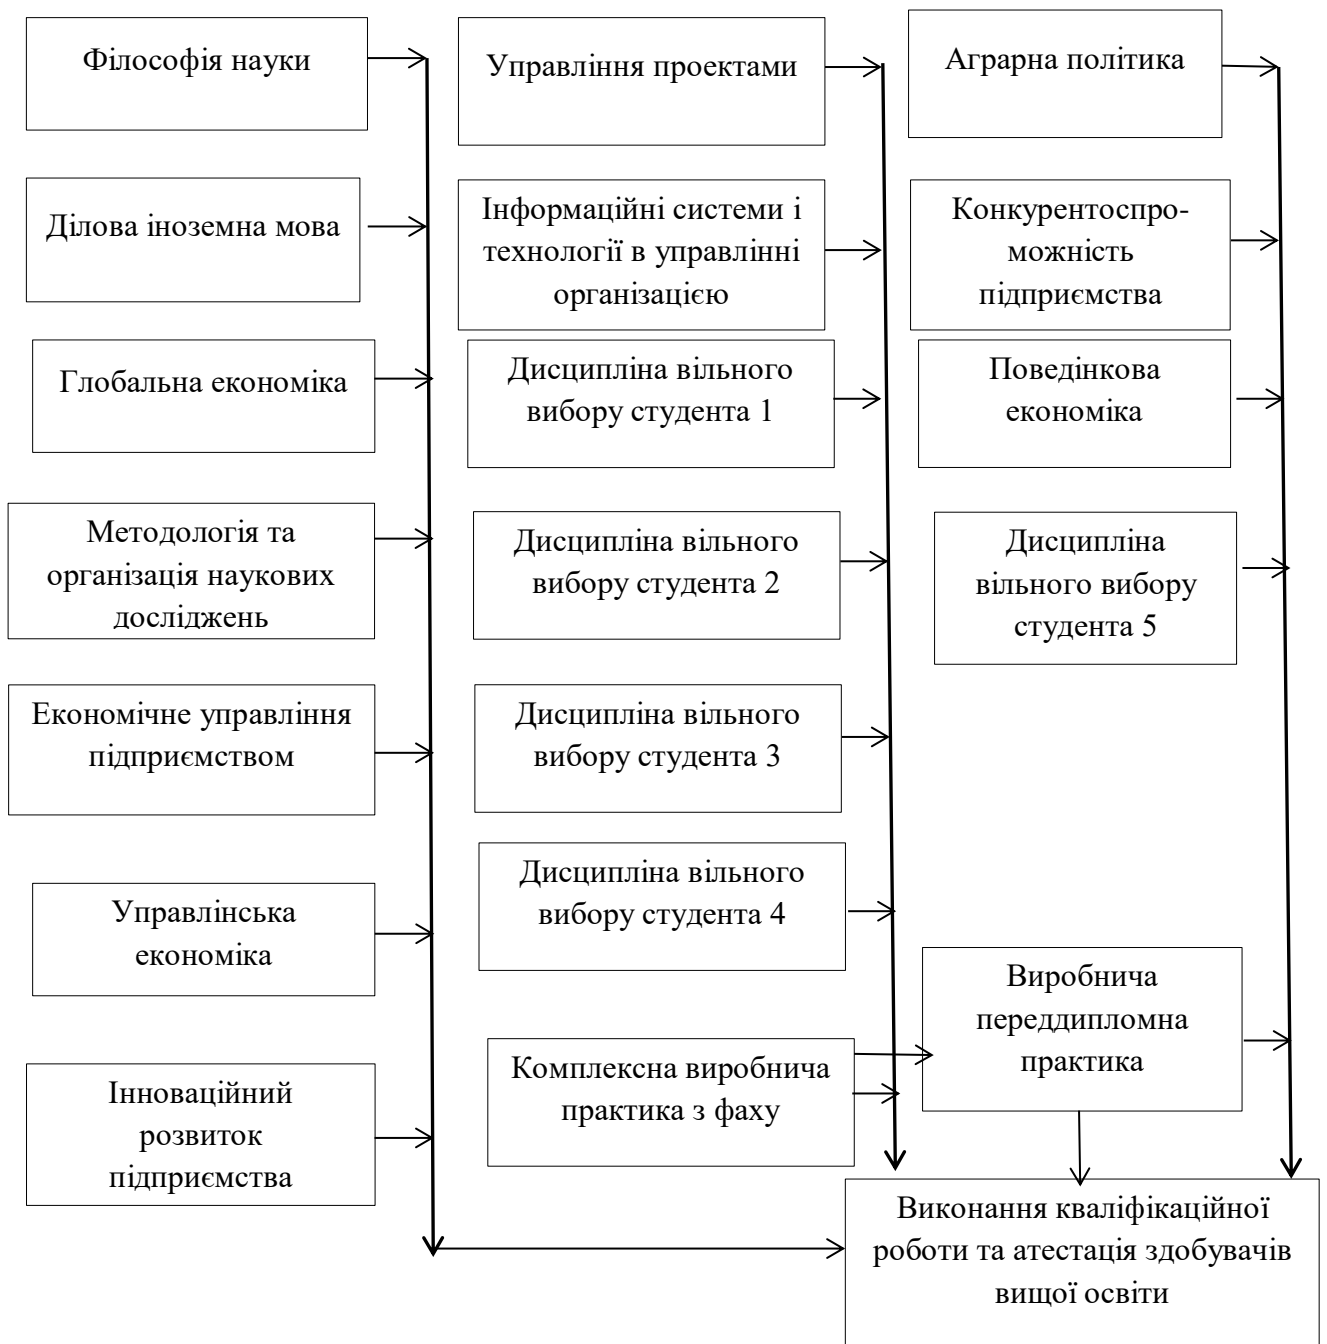 Філософія науки
Ділова іноземна мова
Глобальна економіка
Методологія та
організація наукових
досліджень
Економічне управління
підприємством
Управлінська
економіка
Інноваційний
розвиток
підприємства
Управління проектами
Інформаційні системи і
технології в управлінні
організацією
Дисципліна вільного
вибору студента 1
Дисципліна вільного
вибору студента 2
Дисципліна вільного
вибору студента 3
Дисципліна вільного
вибору студента 4
Комплексна виробнича
практика з фаху
Аграрна політика
Конкурентоспро-
можність
підприємства
Поведінкова
економіка
Дисципліна
вільного вибору
студента 5
Виробнича
переддипломна
практика
Виконання кваліфікаційної
роботи та атестація здобувачів
вищої освіти